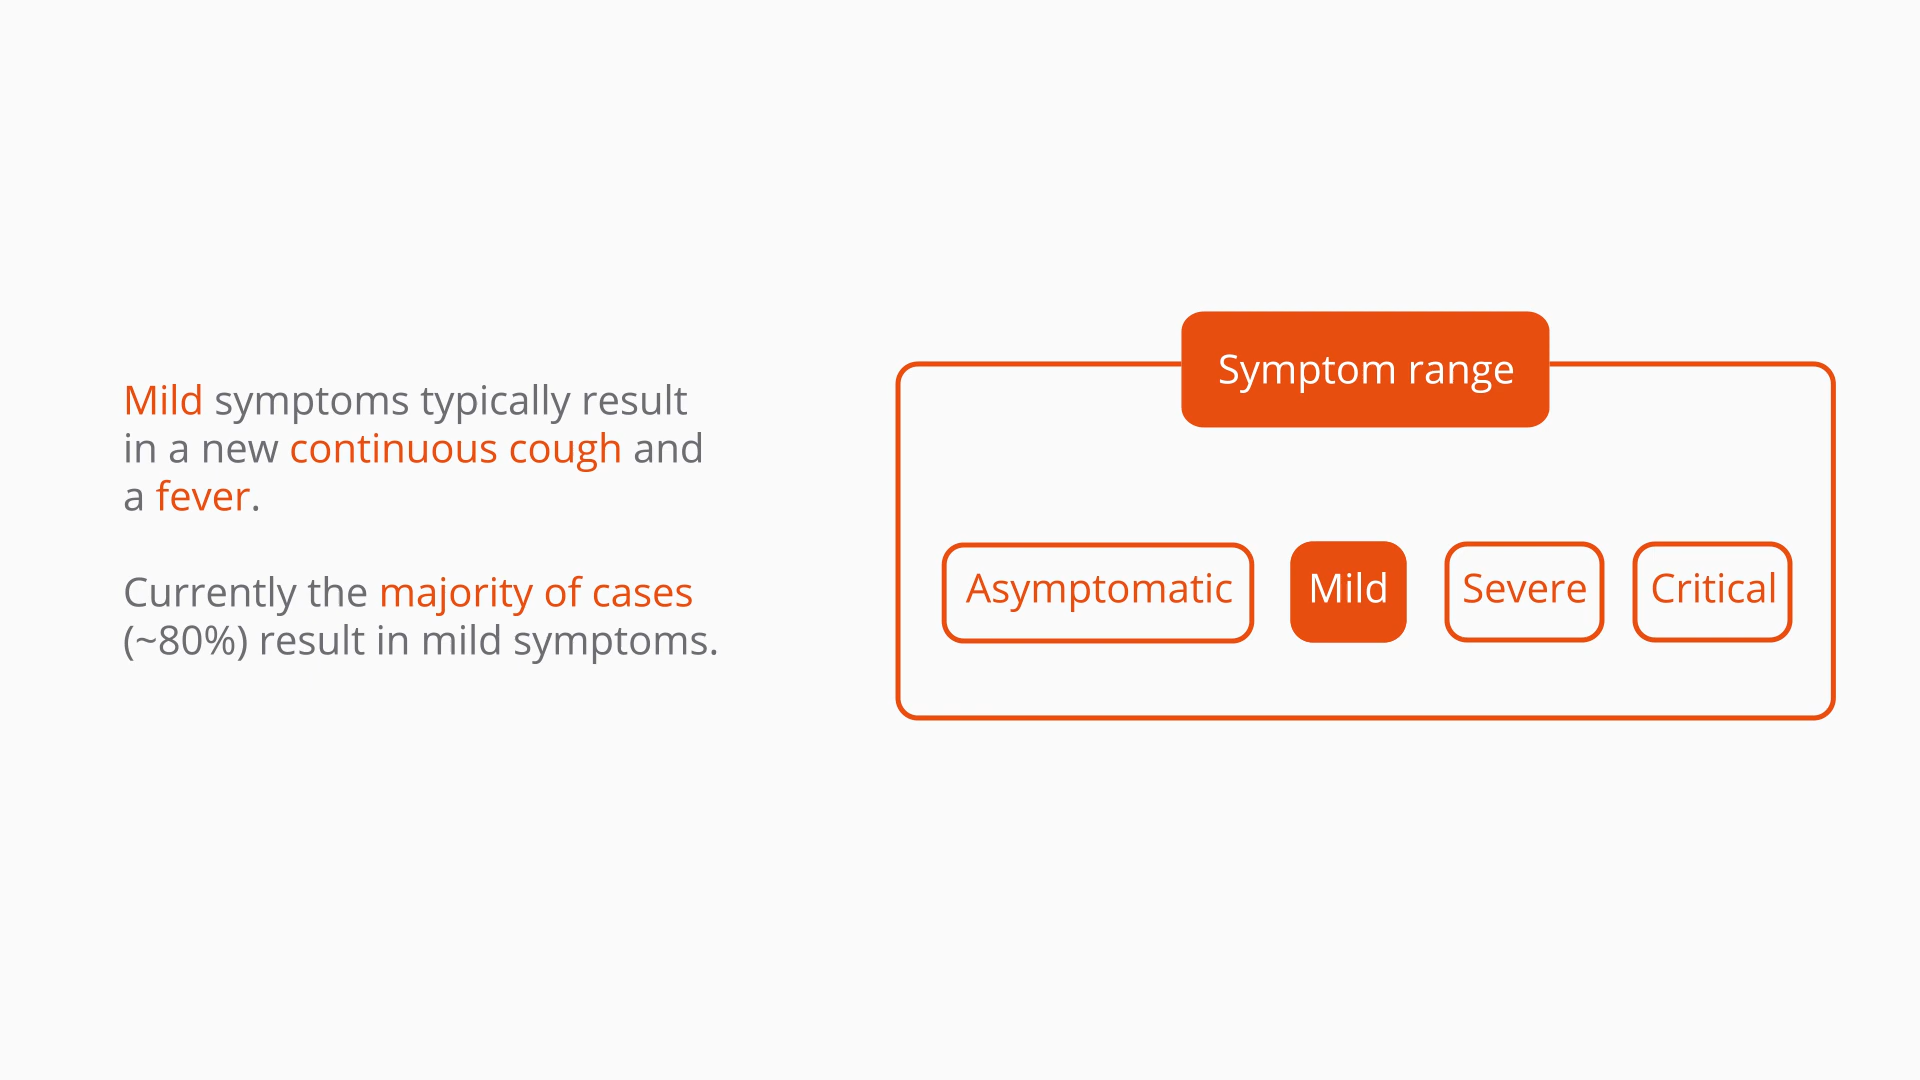 Mild symptoms typically result
in a new continuous cough and
a fever.
Currently the majority of cases
(~80%) result in mild symptoms.
Symptom range
Asymptomatic
Mild
Severe
Critical